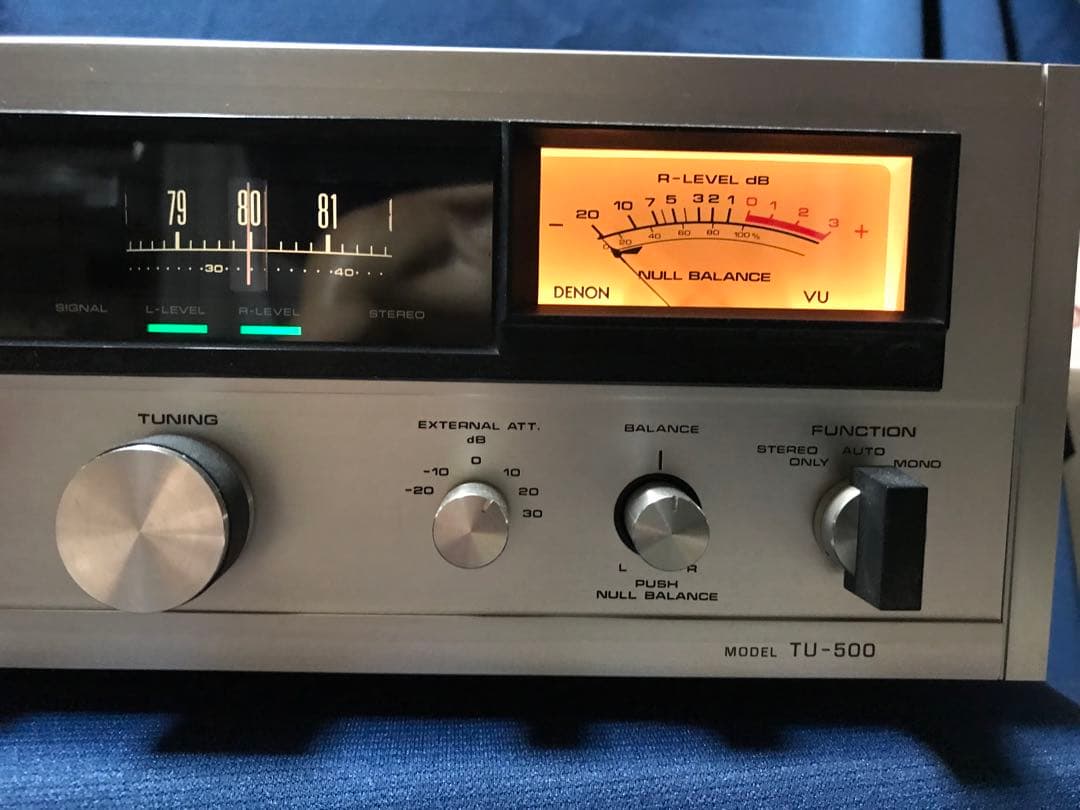 79 80 81
30 40
SIGNAL L-LEVEL R-LEVEL STEREO
R-LEVEL dB
- 20 10 7 5 3 2 1 0 1 2 3 +
0 20 40 60 80 100%
NULL BALANCE
DENON VU
TUNING
EXTERNAL ATT.
dB
-20 -10 0 10 20 30
BALANCE
L R
PUSH
NULL BALANCE
FUNCTION
STEREO ONLY AUTO MONO
MODEL TU-500